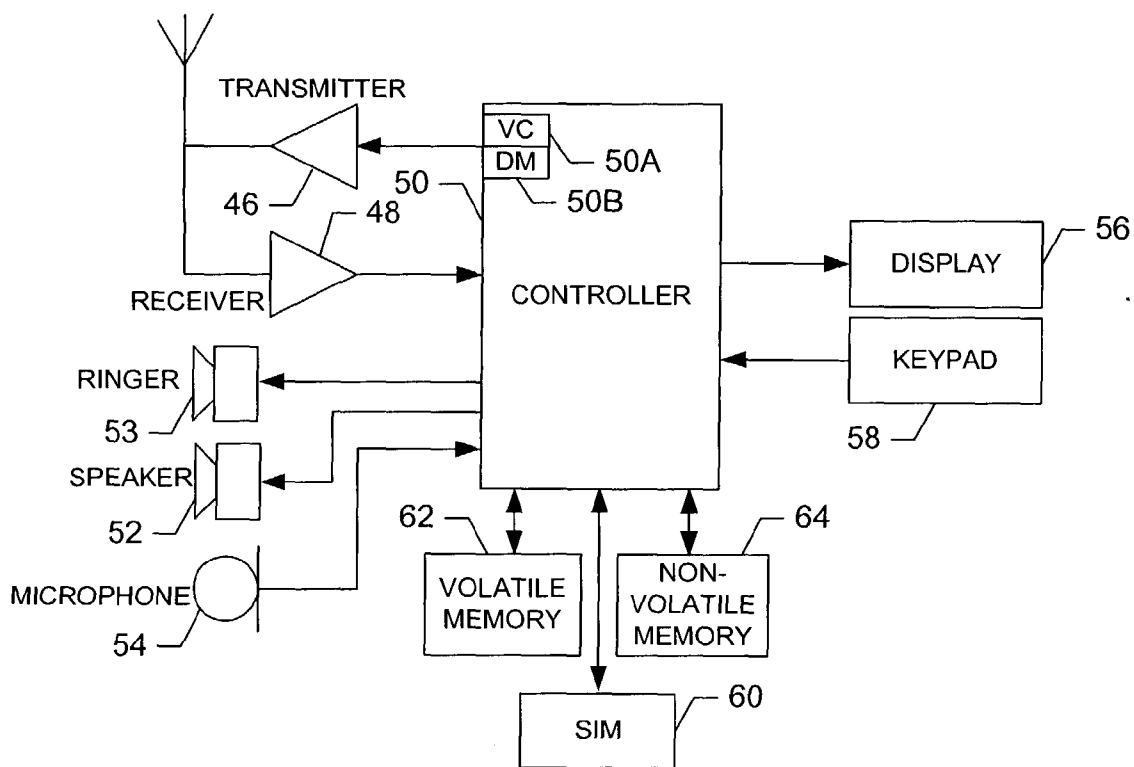 TRANSMITTER
VC
DM
50A
50B
50
46
48
56
DISPLAY
RECEIVER
CONTROLLER
KEYPAD
58
RINGER
53
SPEAKER
52
62
64
VOLATILE
MEMORY
NON-
VOLATILE
MEMORY
MICROPHONE
54
SIM
60